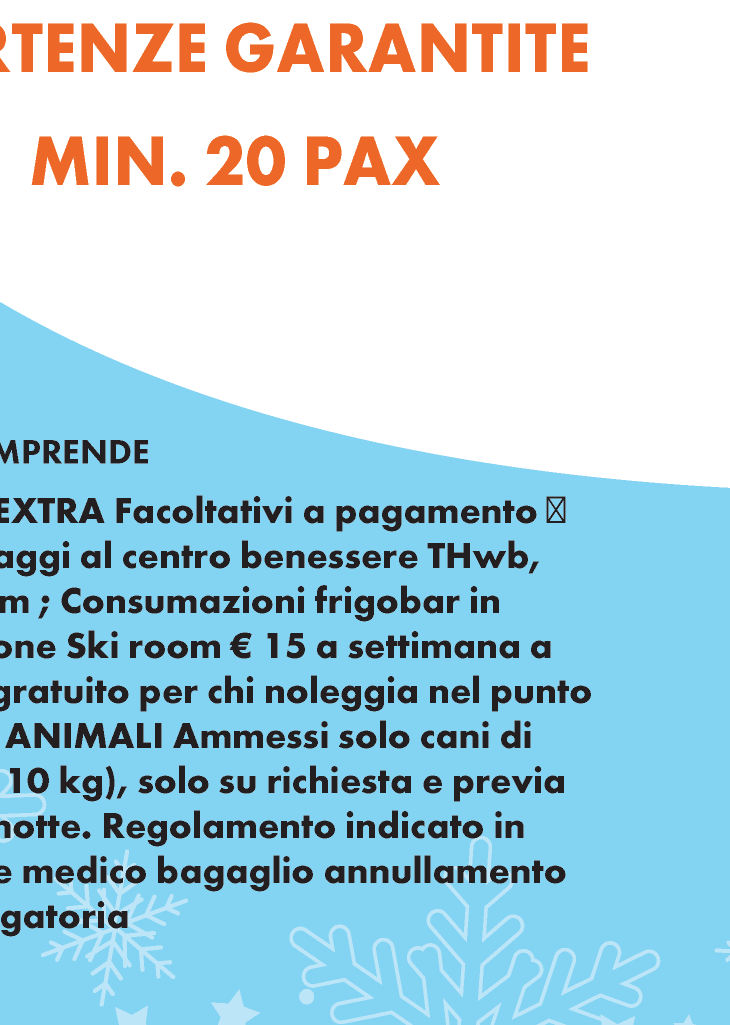 RTENZE GARANTITE
MIN. 20 PAX
MPRENDE
EXTRA Facoltativi a pagamento
aggi al centro benessere THwb,
m ; Consumazioni frigobar in
one Ski room € 15 a settimana a
gratuito per chi noleggia nel punto
ANIMALI Ammessi solo cani di
10 kg), solo su richiesta e previa
notte. Regolamento indicato in
e medico bagaglio annullamento
gatoria